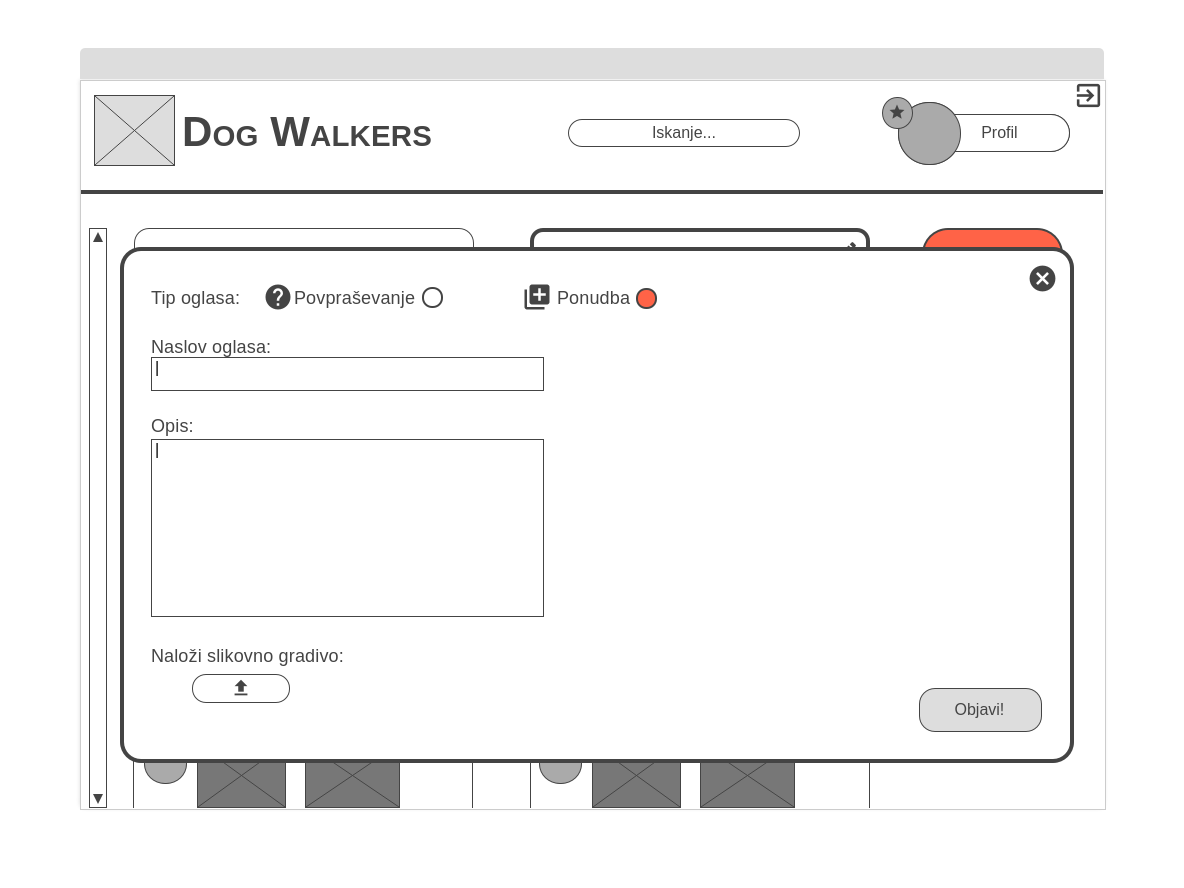 Dog Walkers
Iskanje...
Profil
Tip oglasa: Povpraševanje Ponudba
Naslov oglasa:
Opis:
Naloži slikovno gradivo:
Objavi!